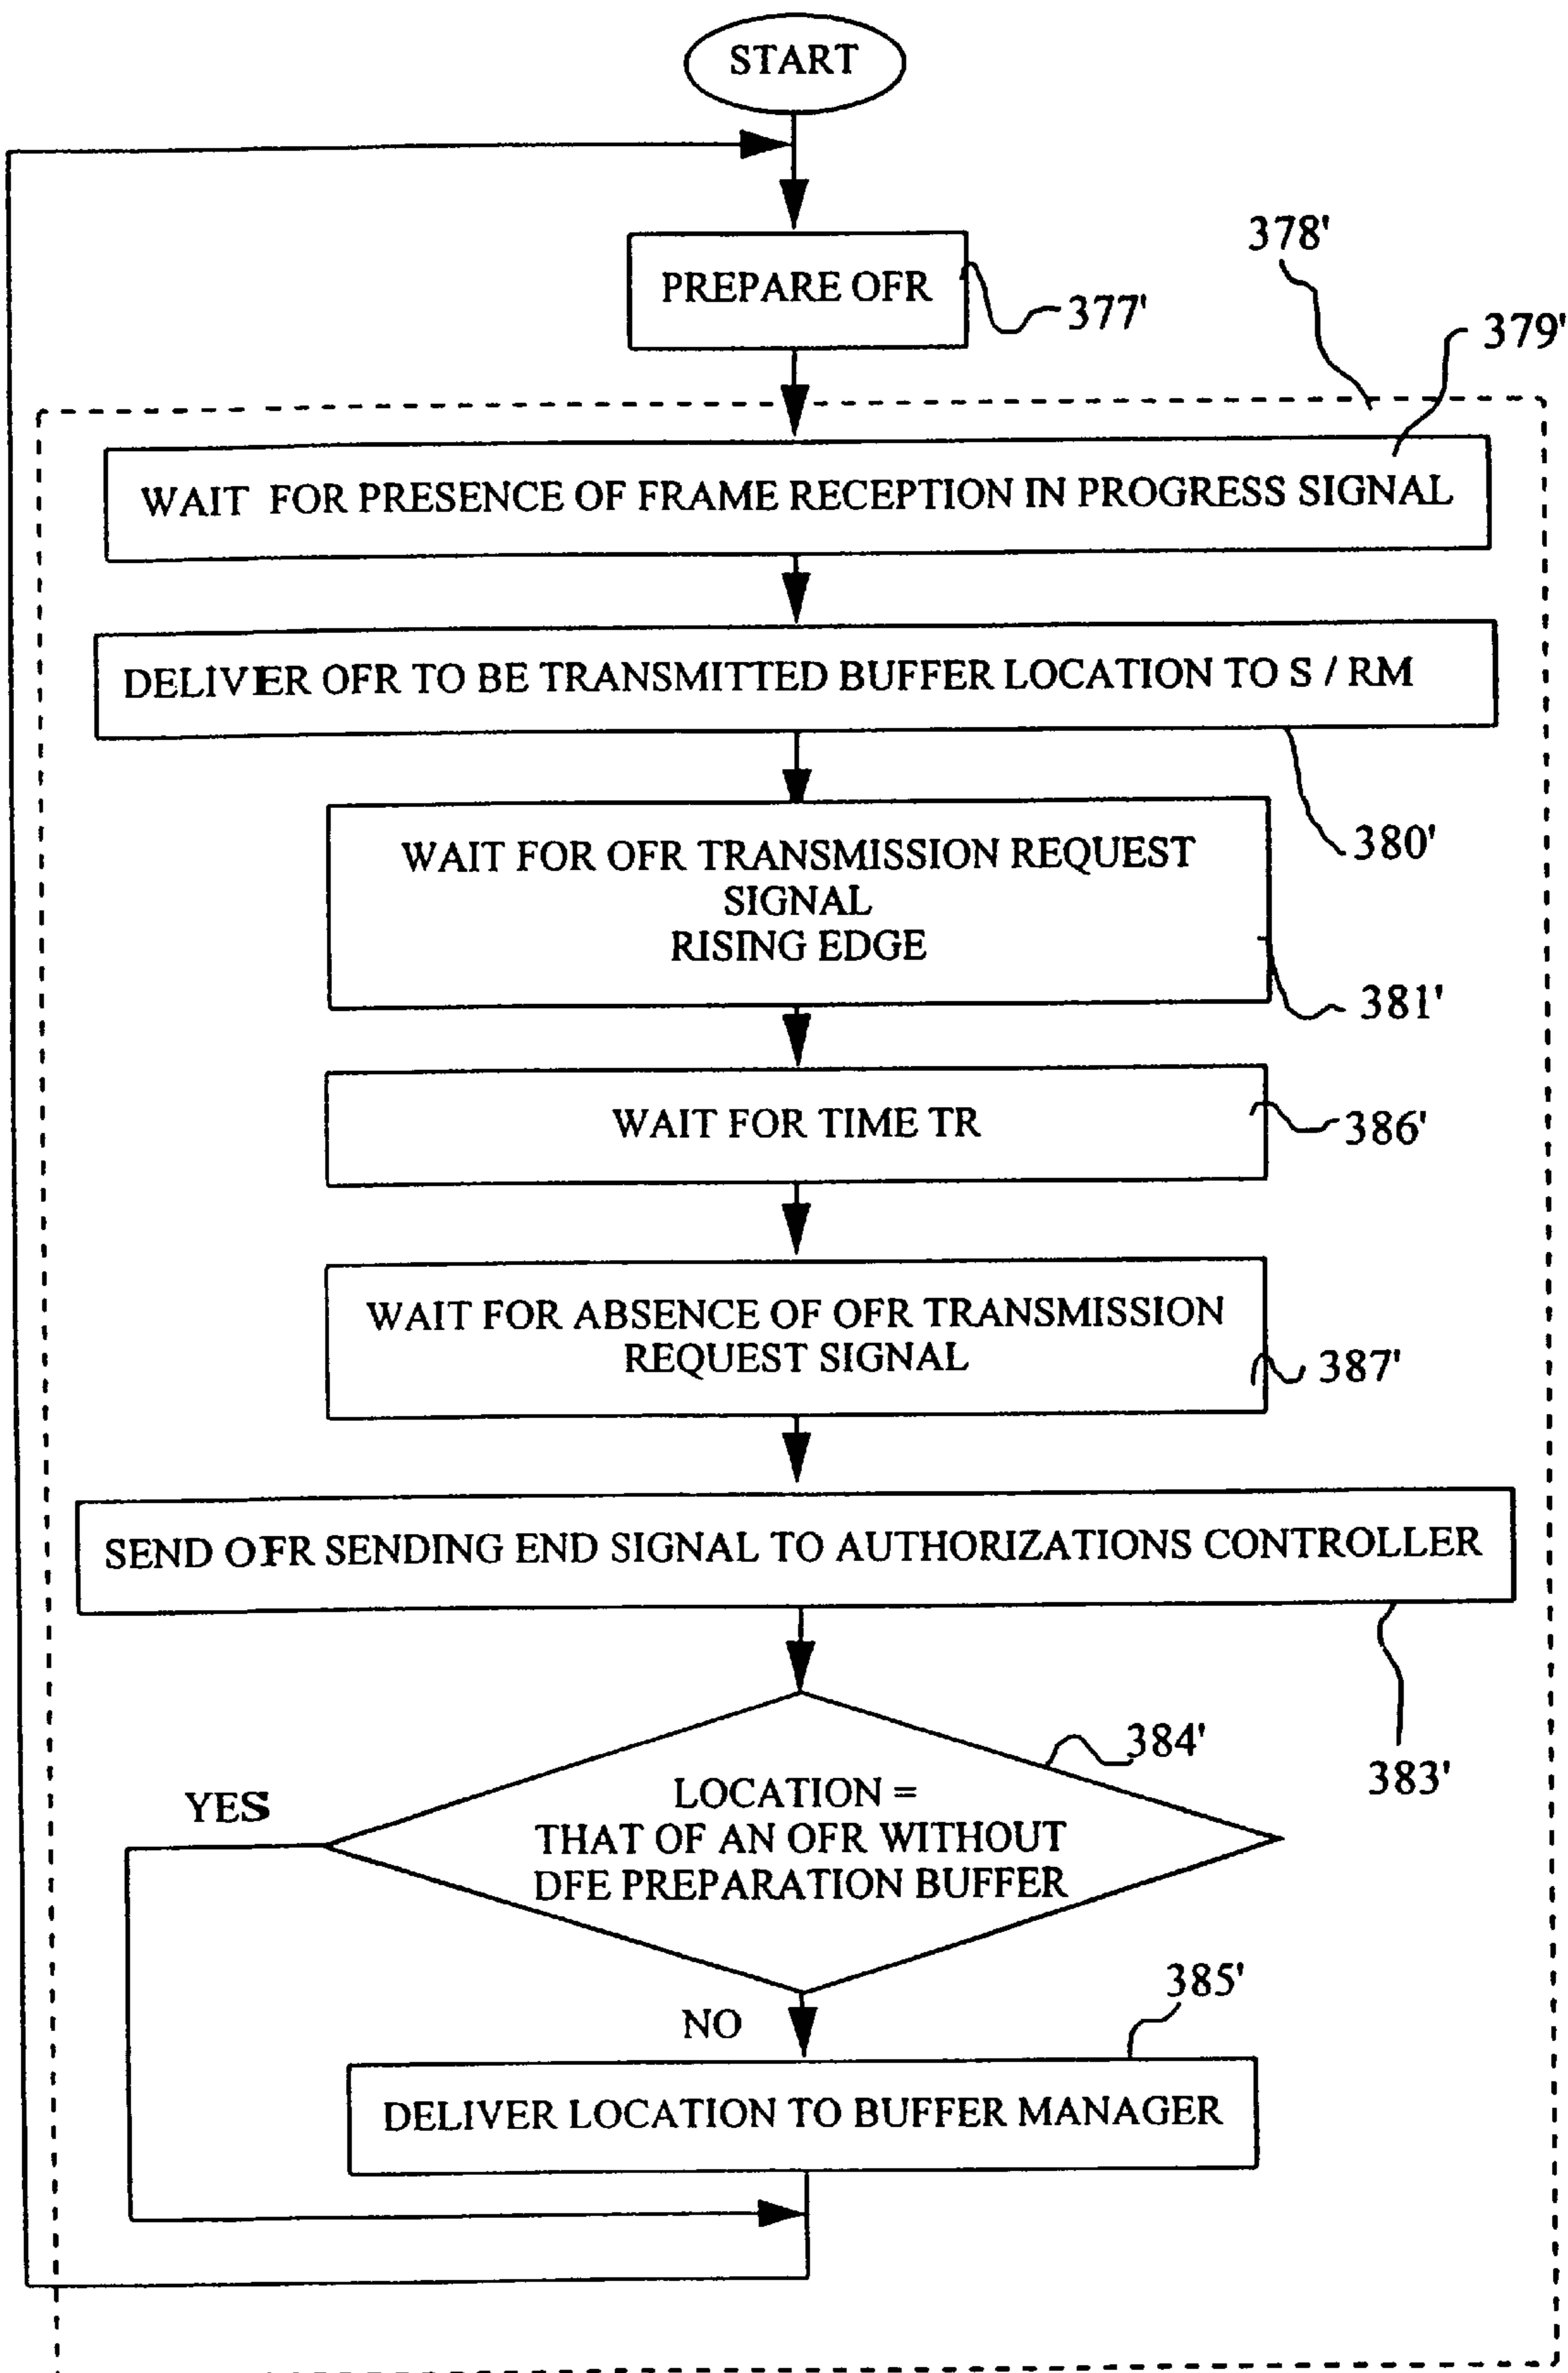 START
PREPARE OFR
377'
378'
379'
WAIT FOR PRESENCE OF FRAME RECEPTION IN PROGRESS SIGNAL
DELIVER OFR TO BE TRANSMITTED BUFFER LOCATION TO S / RM
380'
WAIT FOR OFR TRANSMISSION REQUEST
SIGNAL
RISING EDGE
381'
WAIT FOR TIME TR
386'
WAIT FOR ABSENCE OF OFR TRANSMISSION
REQUEST SIGNAL
387'
SEND OFR SENDING END SIGNAL TO AUTHORIZATIONS CONTROLLER
383'
384'
YES
LOCATION =
THAT OF AN OFR WITHOUT
DFE PREPARATION BUFFER
NO
385'
DELIVER LOCATION TO BUFFER MANAGER